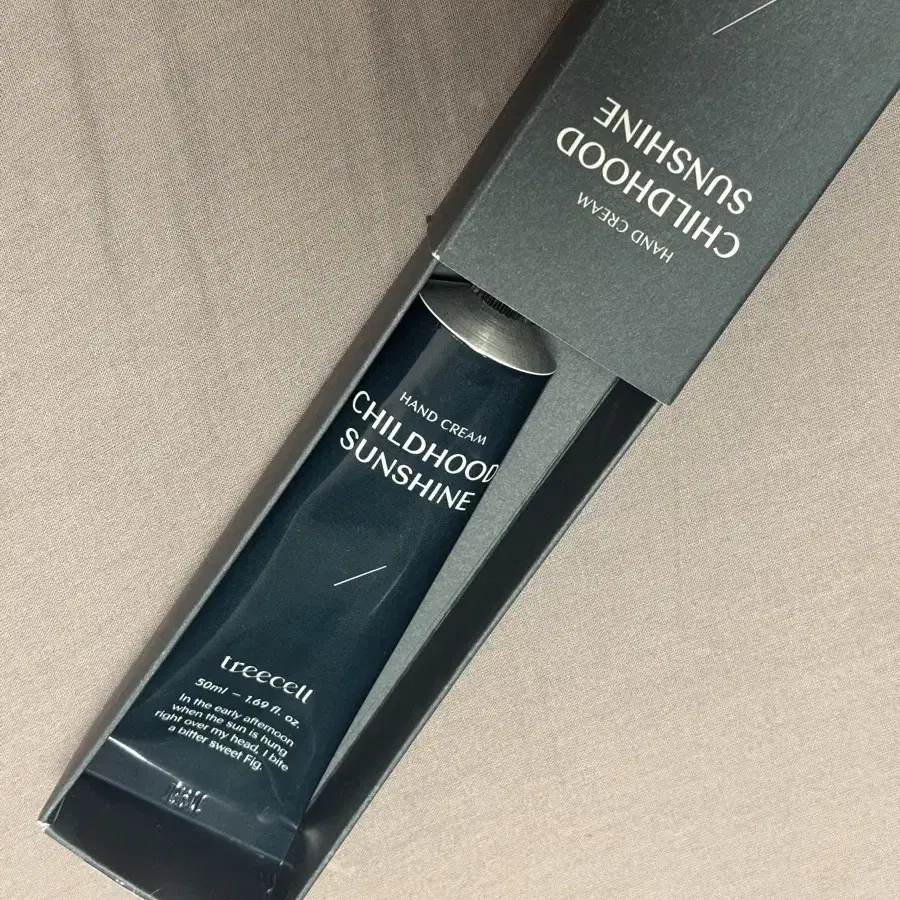 HAND CREAM
CHILDHOOD
SUNSHINE
HAND CREAM
CHILDHOOD
SUNSHINE
treecell
50ml – 1.69 fl. oz.
In the early afternoon
when the sun is hung
right over my head, I bite
a bitter sweet Fig.